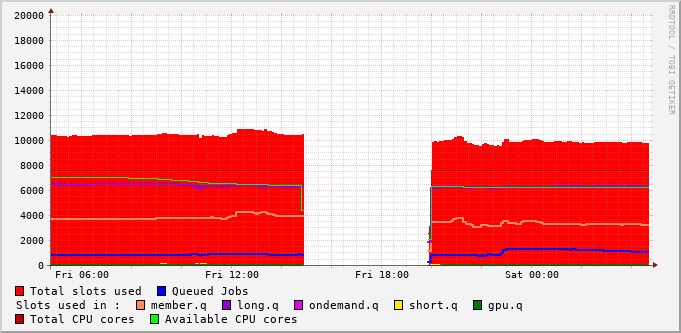 20000
18000
16000
14000
12000
10000
8000
6000
4000
2000
0
Fri 06:00 Fri 12:00 Fri 18:00 Sat 00:00
Total slots used Queued Jobs
Slots used in : member.q long.q ondemand.q short.q gpu.q
Total CPU cores Available CPU cores
RRDTOOL / TOBI OETIKER